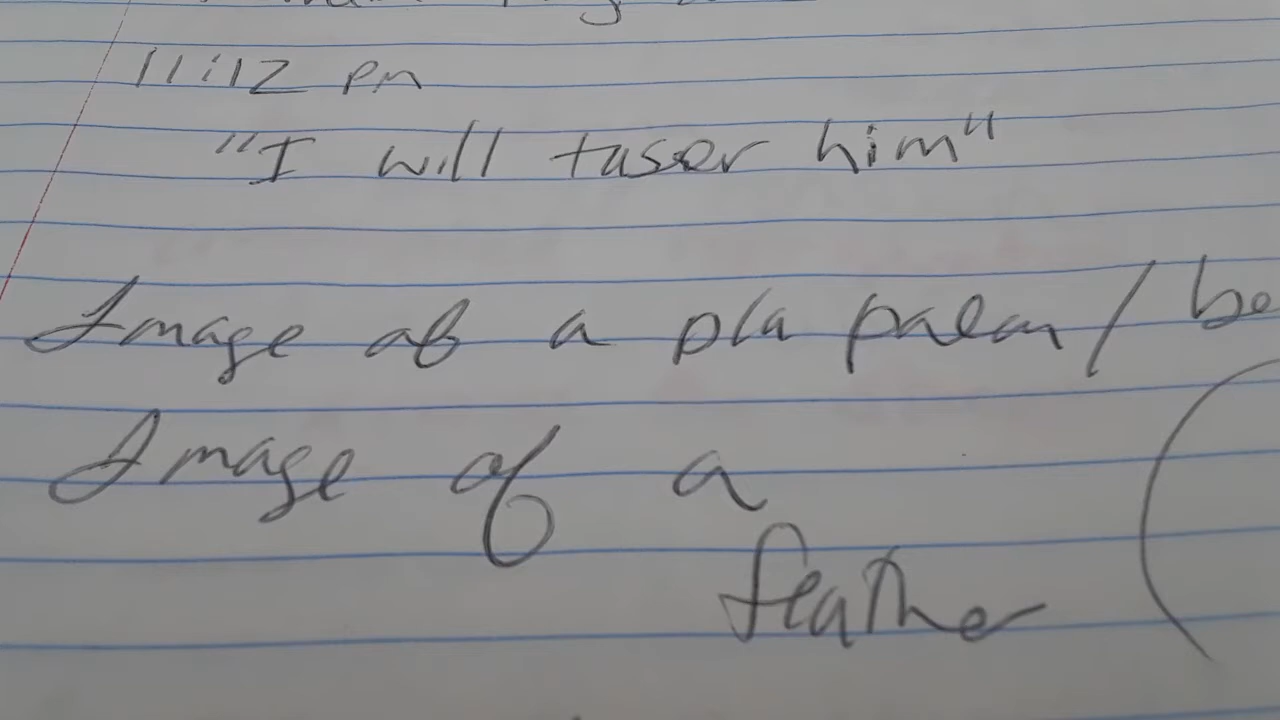 11:12 pm
"I will taser him"
Image of a pla palm / be
Image of a
feather